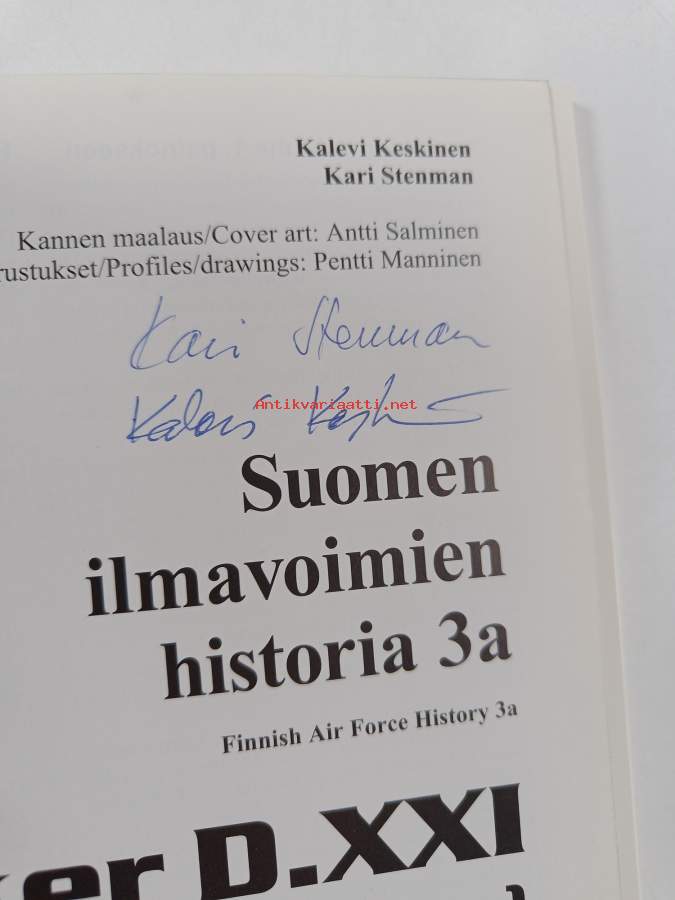 Kalevi Keskinen
Kari Stenman
Kannen maalaus/Cover art: Antti Salminen
rustukset/Profiles/drawings: Pentti Manninen
Kari Stenman
Antikvariaatti.net
Suomen
ilmavoimien
historia 3a
Finnish Air Force History 3a
ker D.XXI